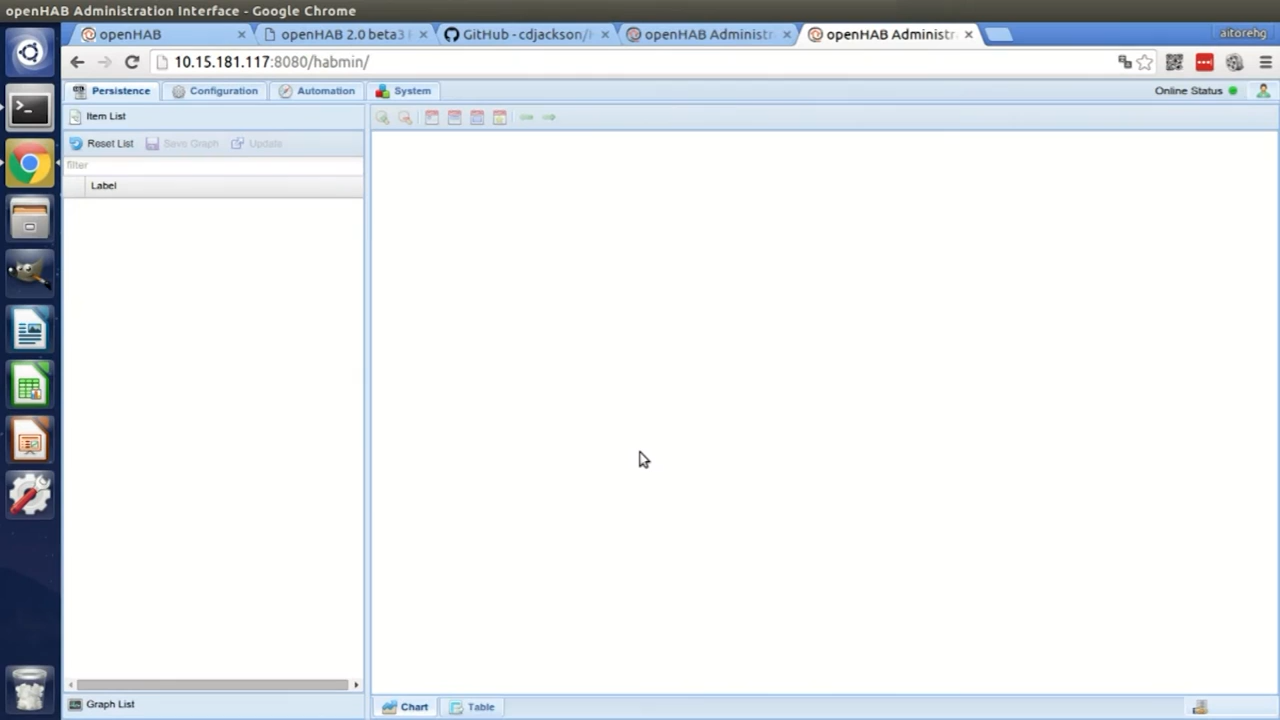 openHAB Administration Interface - Google Chrome
openHAB
openHAB 2.0 beta3
GitHub - cdjackson/
openHAB Administr
openHAB Administr
aitorehg
10.15.181.117:8080/habmin/
Persistence
Configuration
Automation
System
Online Status
Item List
Reset List
Save Graph
Update
filter
Label
Graph List
Chart
Table